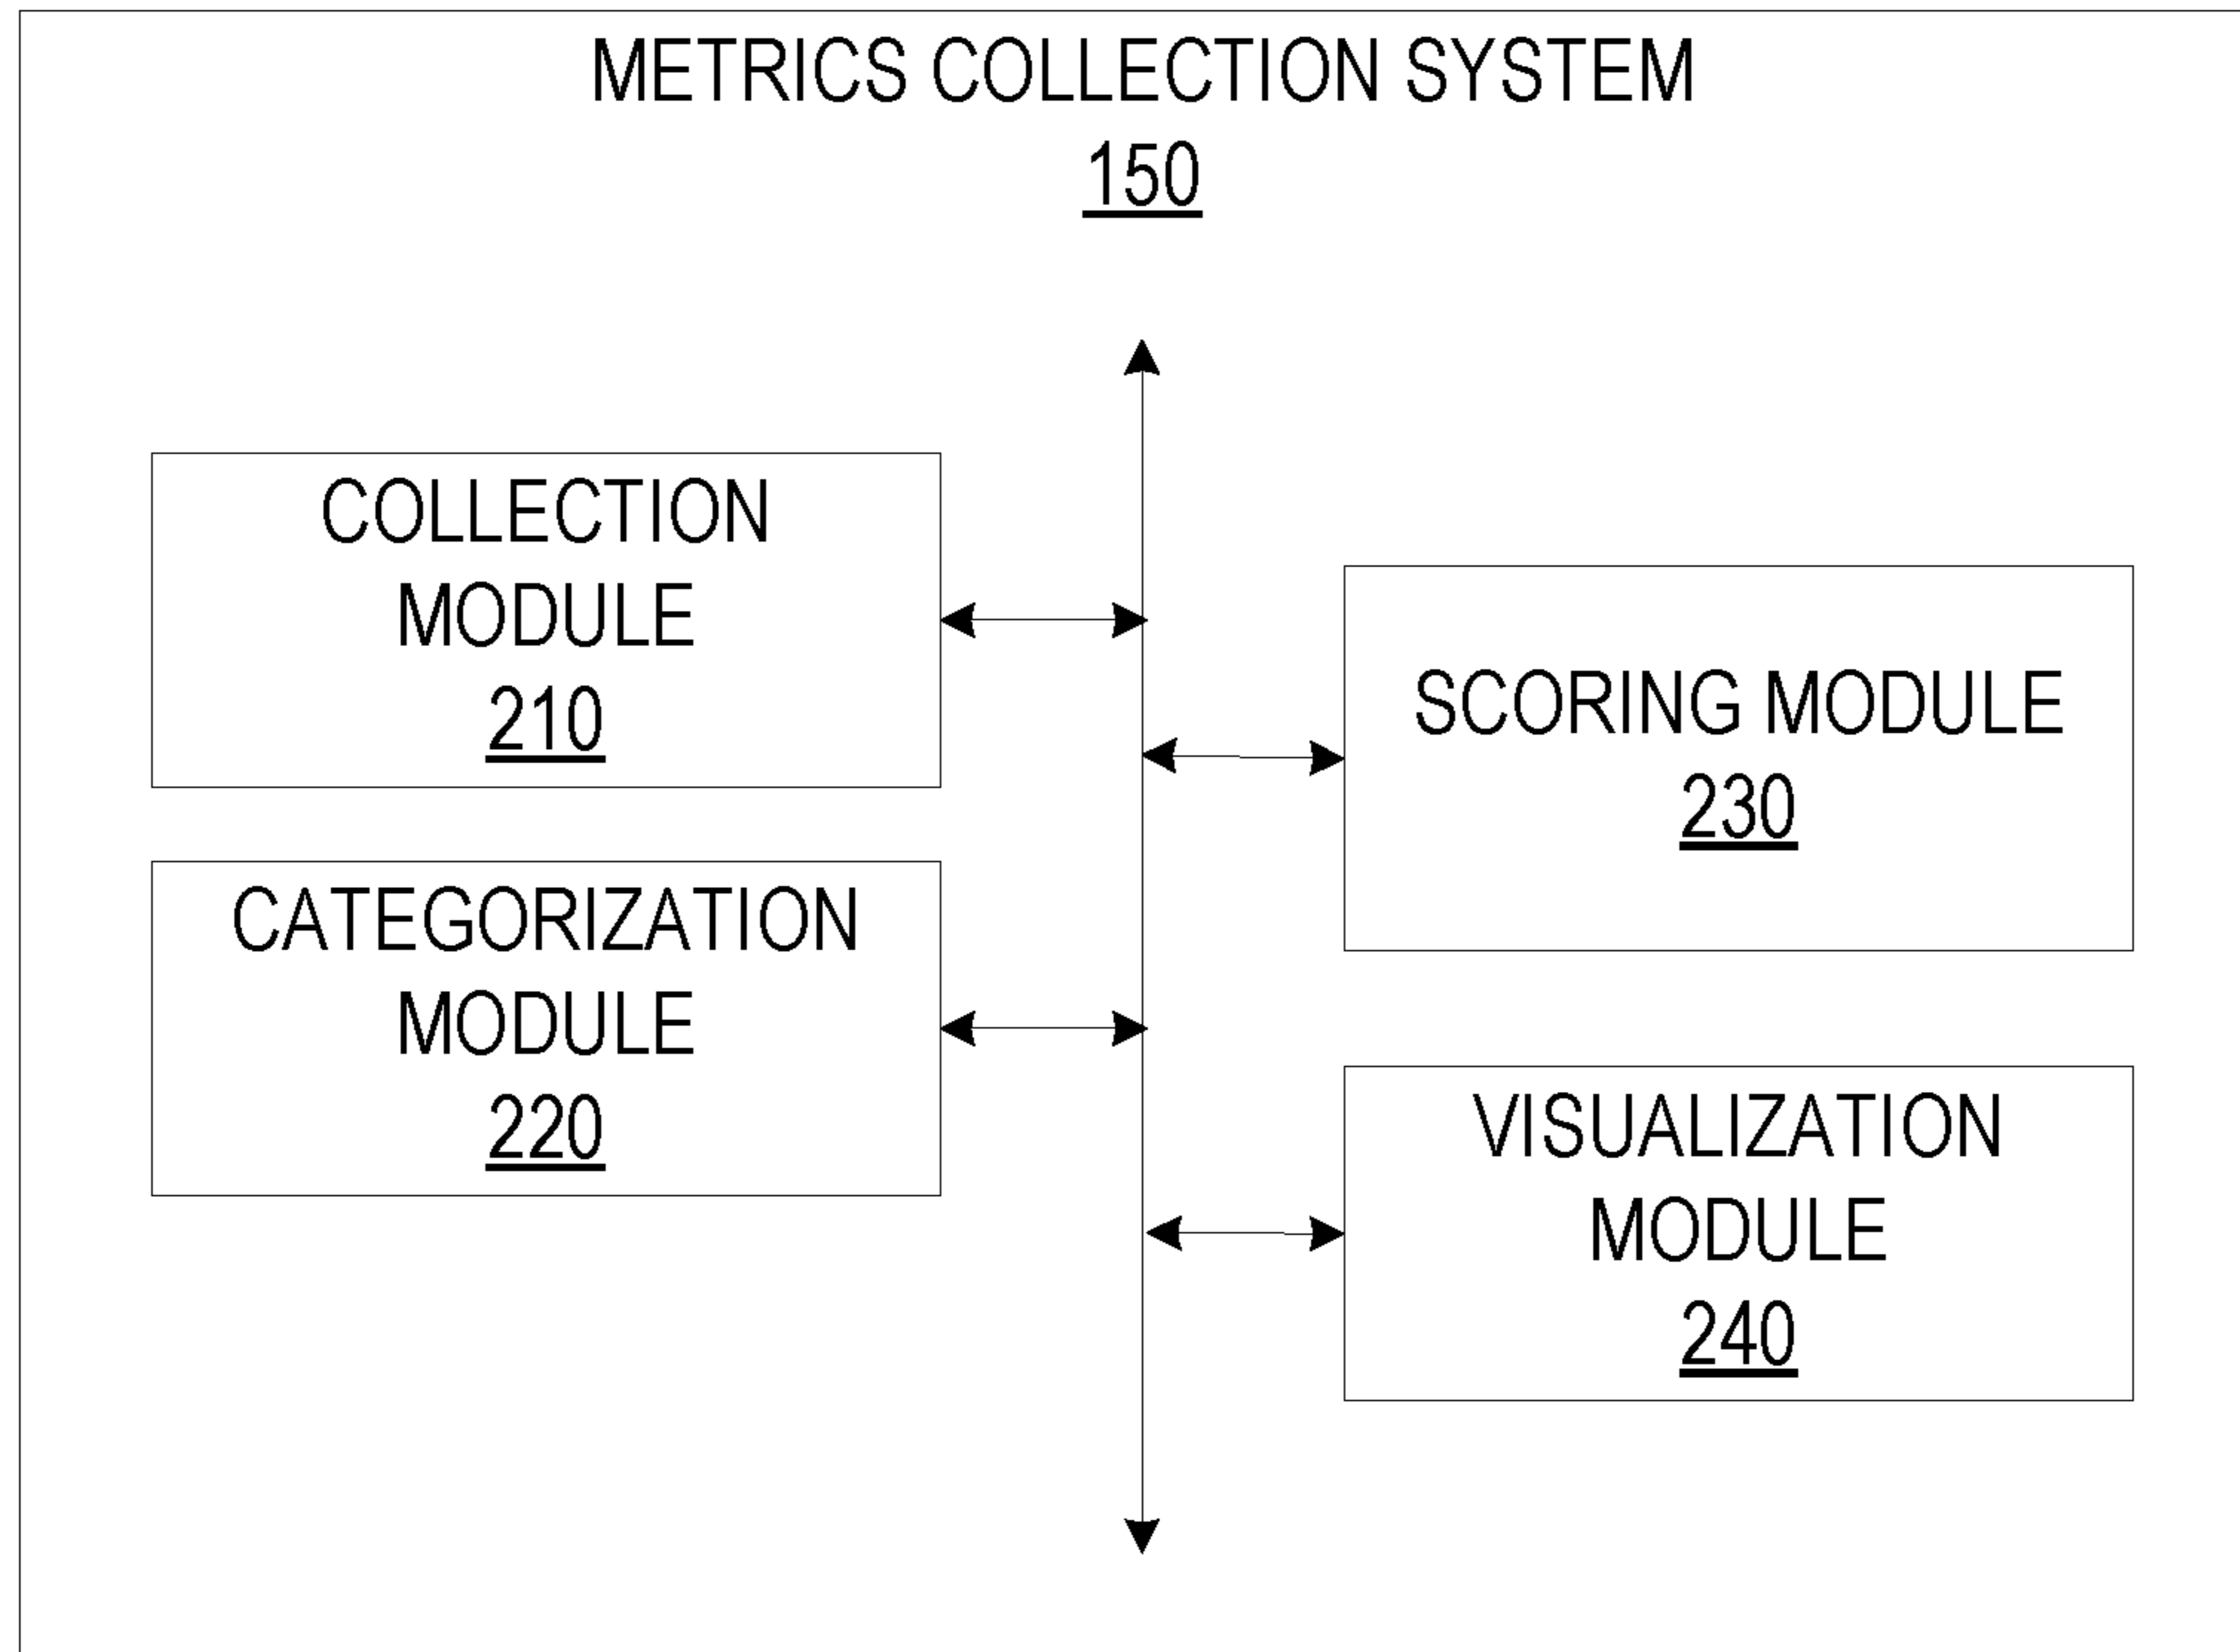 METRICS COLLECTION SYSTEM
150
COLLECTION
MODULE
210
CATEGORIZATION
MODULE
220
SCORING MODULE
230
VISUALIZATION
MODULE
240